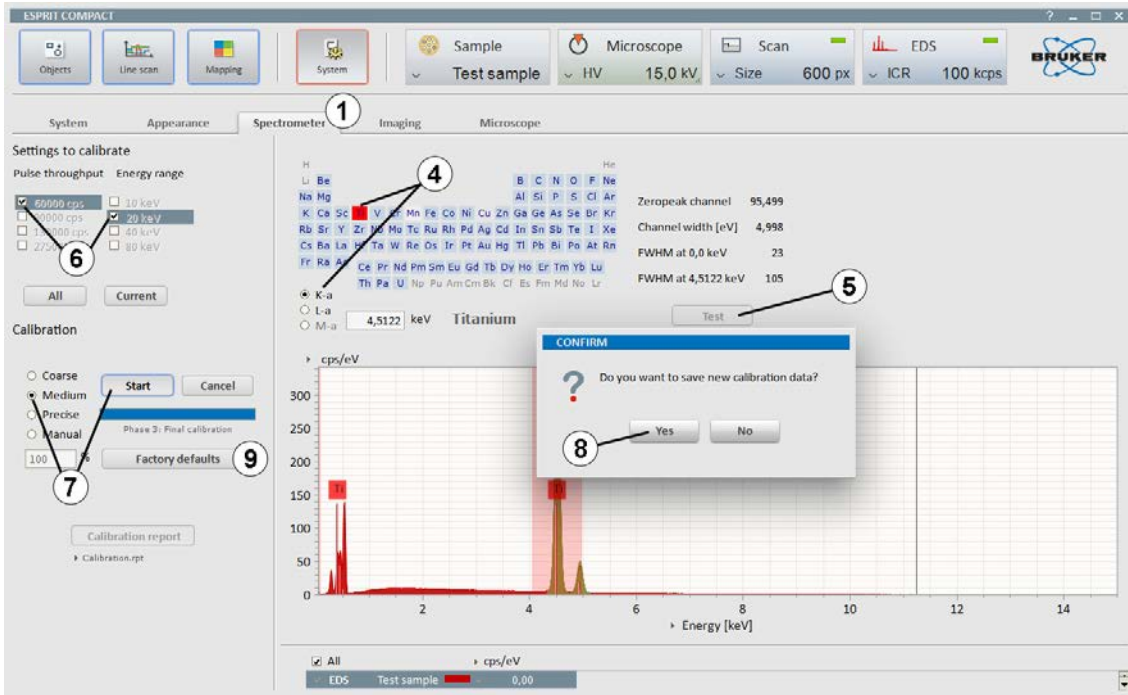 ESPRIT COMPACT
Objects
Line scan
Mapping
System
Sample
Test sample
Microscope
HV 15,0 kV
Scan
Size 600 px
EDS
ICR 100 kcps
BRUKER
System Appearance Spectrometer Imaging Microscope
1
Settings to calibrate
Pulse throughput Energy range
60000 cps 10 keV
20 keV
40 keV
80 keV
6
All Current
Calibration
Coarse
Medium
Precise
Manual
Start Cancel
Phase 3: Final calibration
100 %
Factory defaults
9
7
Calibration report
Calibration.rpt
4
H He
Li Be B C N O F Ne
Na Mg Al Si P S Cl Ar
K Ca Sc Ti V Cr Mn Fe Co Ni Cu Zn Ga Ge As Se Br Kr
Rb Sr Y Zr Nb Mo Tc Ru Rh Pd Ag Cd In Sn Sb Te I Xe
Cs Ba La Hf Ta W Re Os Ir Pt Au Hg Tl Pb Bi Po At Rn
Fr Ra Ac
Ce Pr Nd Pm Sm Eu Gd Tb Dy Ho Er Tm Yb Lu
Th Pa U Np Pu Am Cm Bk Cf Es Fm Md No Lr
K-a
L-a
M-a
4,5122 keV Titanium
Zeropeak channel 95,499
Channel width [eV] 4,998
FWHM at 0,0 keV 23
FWHM at 4,5122 keV 105
5
Test
CONFIRM
? Do you want to save new calibration data?
Yes No
8
cps/eV
300
250
200
150
100
50
0
Ti
Ti
2 4 6 8 10 12 14
Energy [keV]
All cps/eV
EDS Test sample 0,00